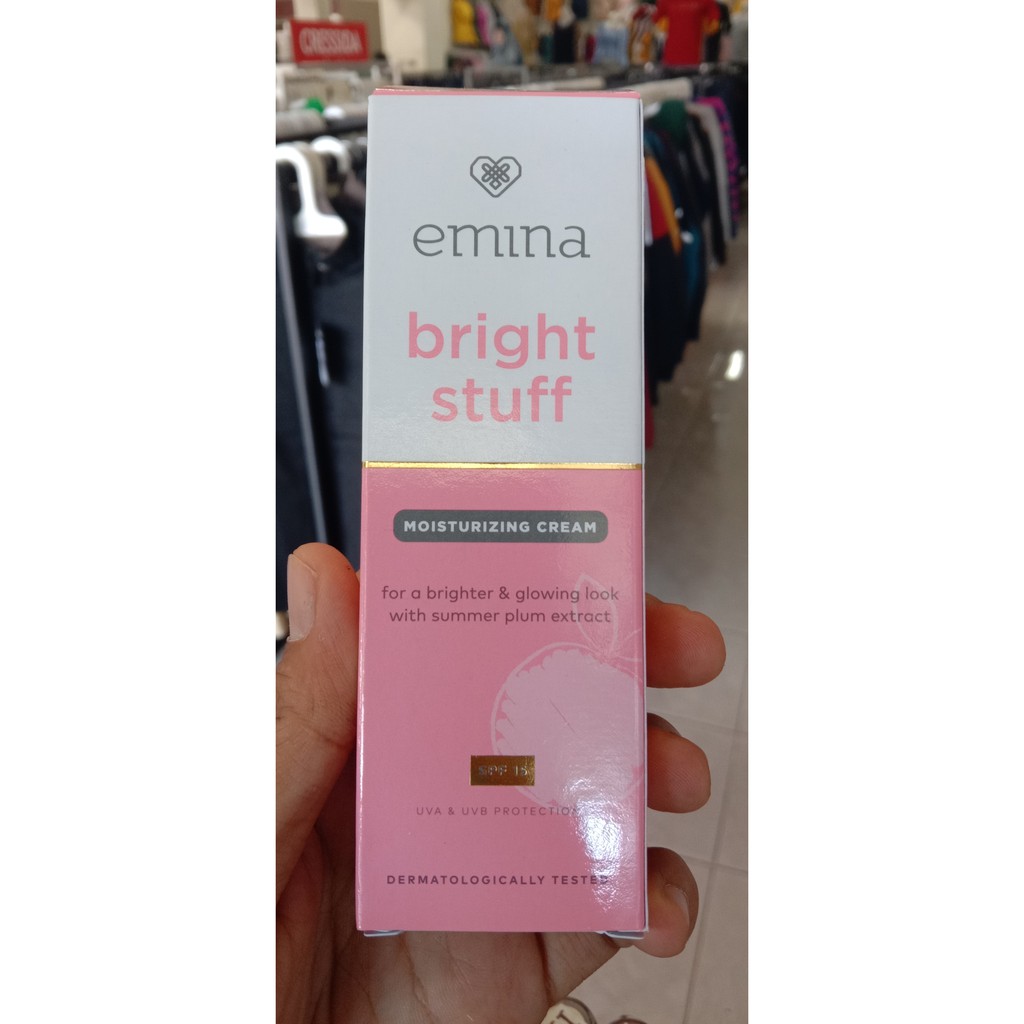 CRESSIDA
emina
bright
stuff
MOISTURIZING CREAM
for a brighter & glowing look
with summer plum extract
SPF 15
UVA & UVB PROTECTION
DERMATOLOGICALLY TESTED